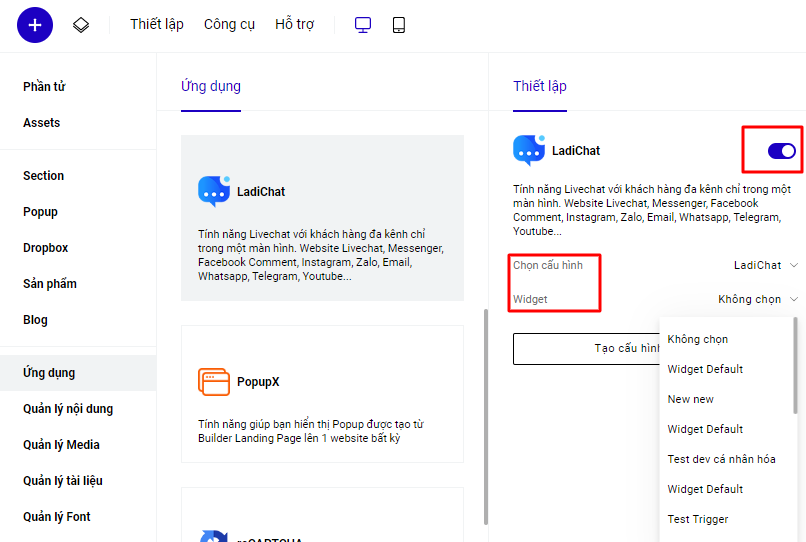 Thiết lập
Công cụ
Hỗ trợ
Phần tử
Assets
Section
Popup
Dropbox
Sản phẩm
Blog
Ứng dụng
Quản lý nội dung
Quản lý Media
Quản lý tài liệu
Quản lý Font
Ứng dụng
LadiChat
Tính năng Livechat với khách hàng đa kênh chỉ
trong một màn hình. Website Livechat, Messenger,
Facebook Comment, Instagram, Zalo, Email,
Whatsapp, Telegram, Youtube...
PopupX
Tính năng giúp bạn hiển thị Popup được tạo từ
Builder Landing Page lên 1 website bất kỳ
reCAPTCHA
Thiết lập
LadiChat
Tính năng Livechat với khách hàng đa kênh chỉ trong một
màn hình. Website Livechat, Messenger, Facebook
Comment, Instagram, Zalo, Email, Whatsapp, Telegram,
Youtube...
Chọn cấu hình
LadiChat
Widget
Không chọn
Tạo cấu hình
Không chọn
Widget Default
New new
Widget Default
Test dev cá nhân hóa
Widget Default
Test Trigger